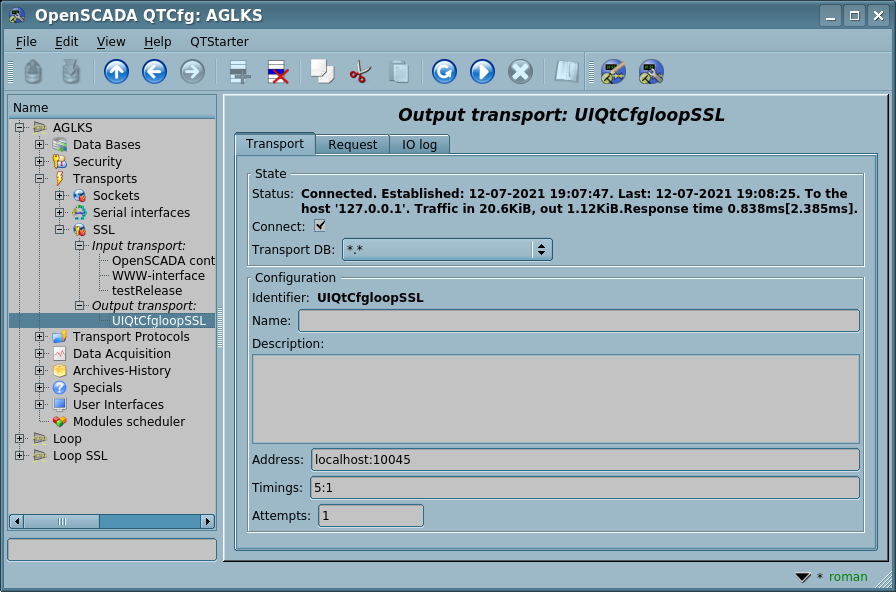 OpenSCADA QTCfg: AGLKS
File Edit View Help QTStarter
Name
AGLKS
Data Bases
Security
Transports
Sockets
Serial interfaces
SSL
Input transport:
OpenSCADA cont
WWW-interface
testRelease
Output transport:
UIQtCfgloopSSL
Transport Protocols
Data Acquisition
Archives-History
Specials
User Interfaces
Modules scheduler
Loop
Loop SSL
Output transport: UIQtCfgloopSSL
Transport Request IO log
State
Status: Connected. Established: 12-07-2021 19:07:47. Last: 12-07-2021 19:08:25. To the
host '127.0.0.1'. Traffic in 20.6KiB, out 1.12KiB.Response time 0.838ms[2.385ms].
Connect:
Transport DB: *.*
Configuration
Identifier: UIQtCfgloopSSL
Name:
Description:
Address: localhost:10045
Timings: 5:1
Attempts: 1
* roman